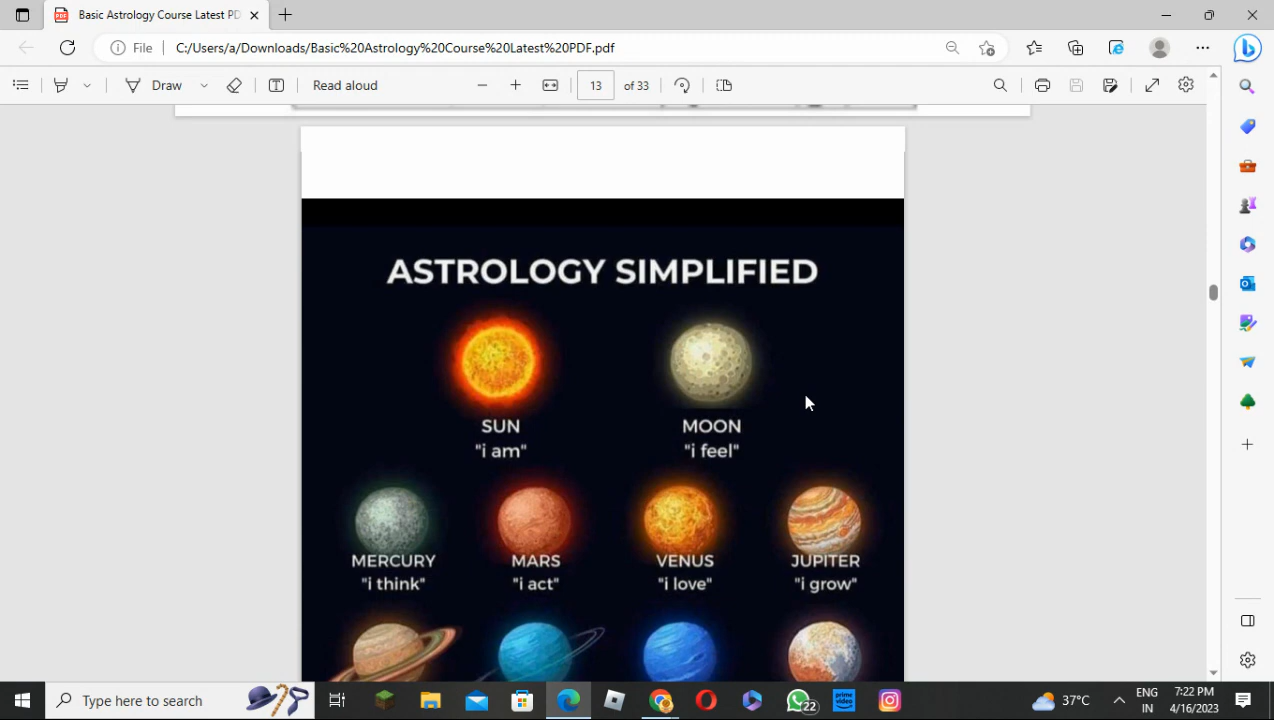 Basic Astrology Course Latest PD
File
C:/Users/a/Downloads/Basic%20Astrology%20Course%20Latest%20PDF.pdf
Draw
Read aloud
13
of 33
ASTROLOGY SIMPLIFIED
SUN
"i am"
MOON
"i feel"
MERCURY
"i think"
MARS
"i act"
VENUS
"i love"
JUPITER
"i grow"
Type here to search
22
prime video
37°C
ENG
IN
7:22 PM
4/16/2023